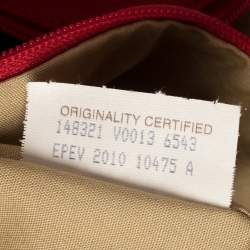 ORIGINALITY CERTIFIED
148321 V0013 6543
EPEV 2010 10475 A